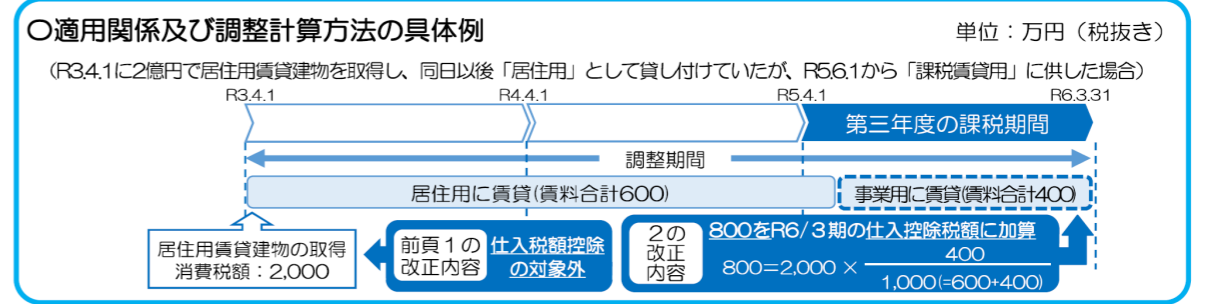 〇適用関係及び調整計算方法の具体例
単位：万円（税抜き）
（R3.4.1に2億円で居住用賃貸建物を取得し、同日以後「居住用」として貸し付けていたが、R5.6.1から「課税賃貸用」に供した場合）
R3.4.1
R4.4.1
R5.4.1
R6.3.31
第三年度の課税期間
調整期間
居住用に賃貸(賃料合計600)
事業用に賃貸(賃料合計400)
居住用賃貸建物の取得
消費税額：2,000
前頁１の
改正内容
仕入税額控除
の対象外
２の
改正
内容
800をR6/３期の仕入控除税額に加算
800＝2,000 ×
400
1,000(=600+400)